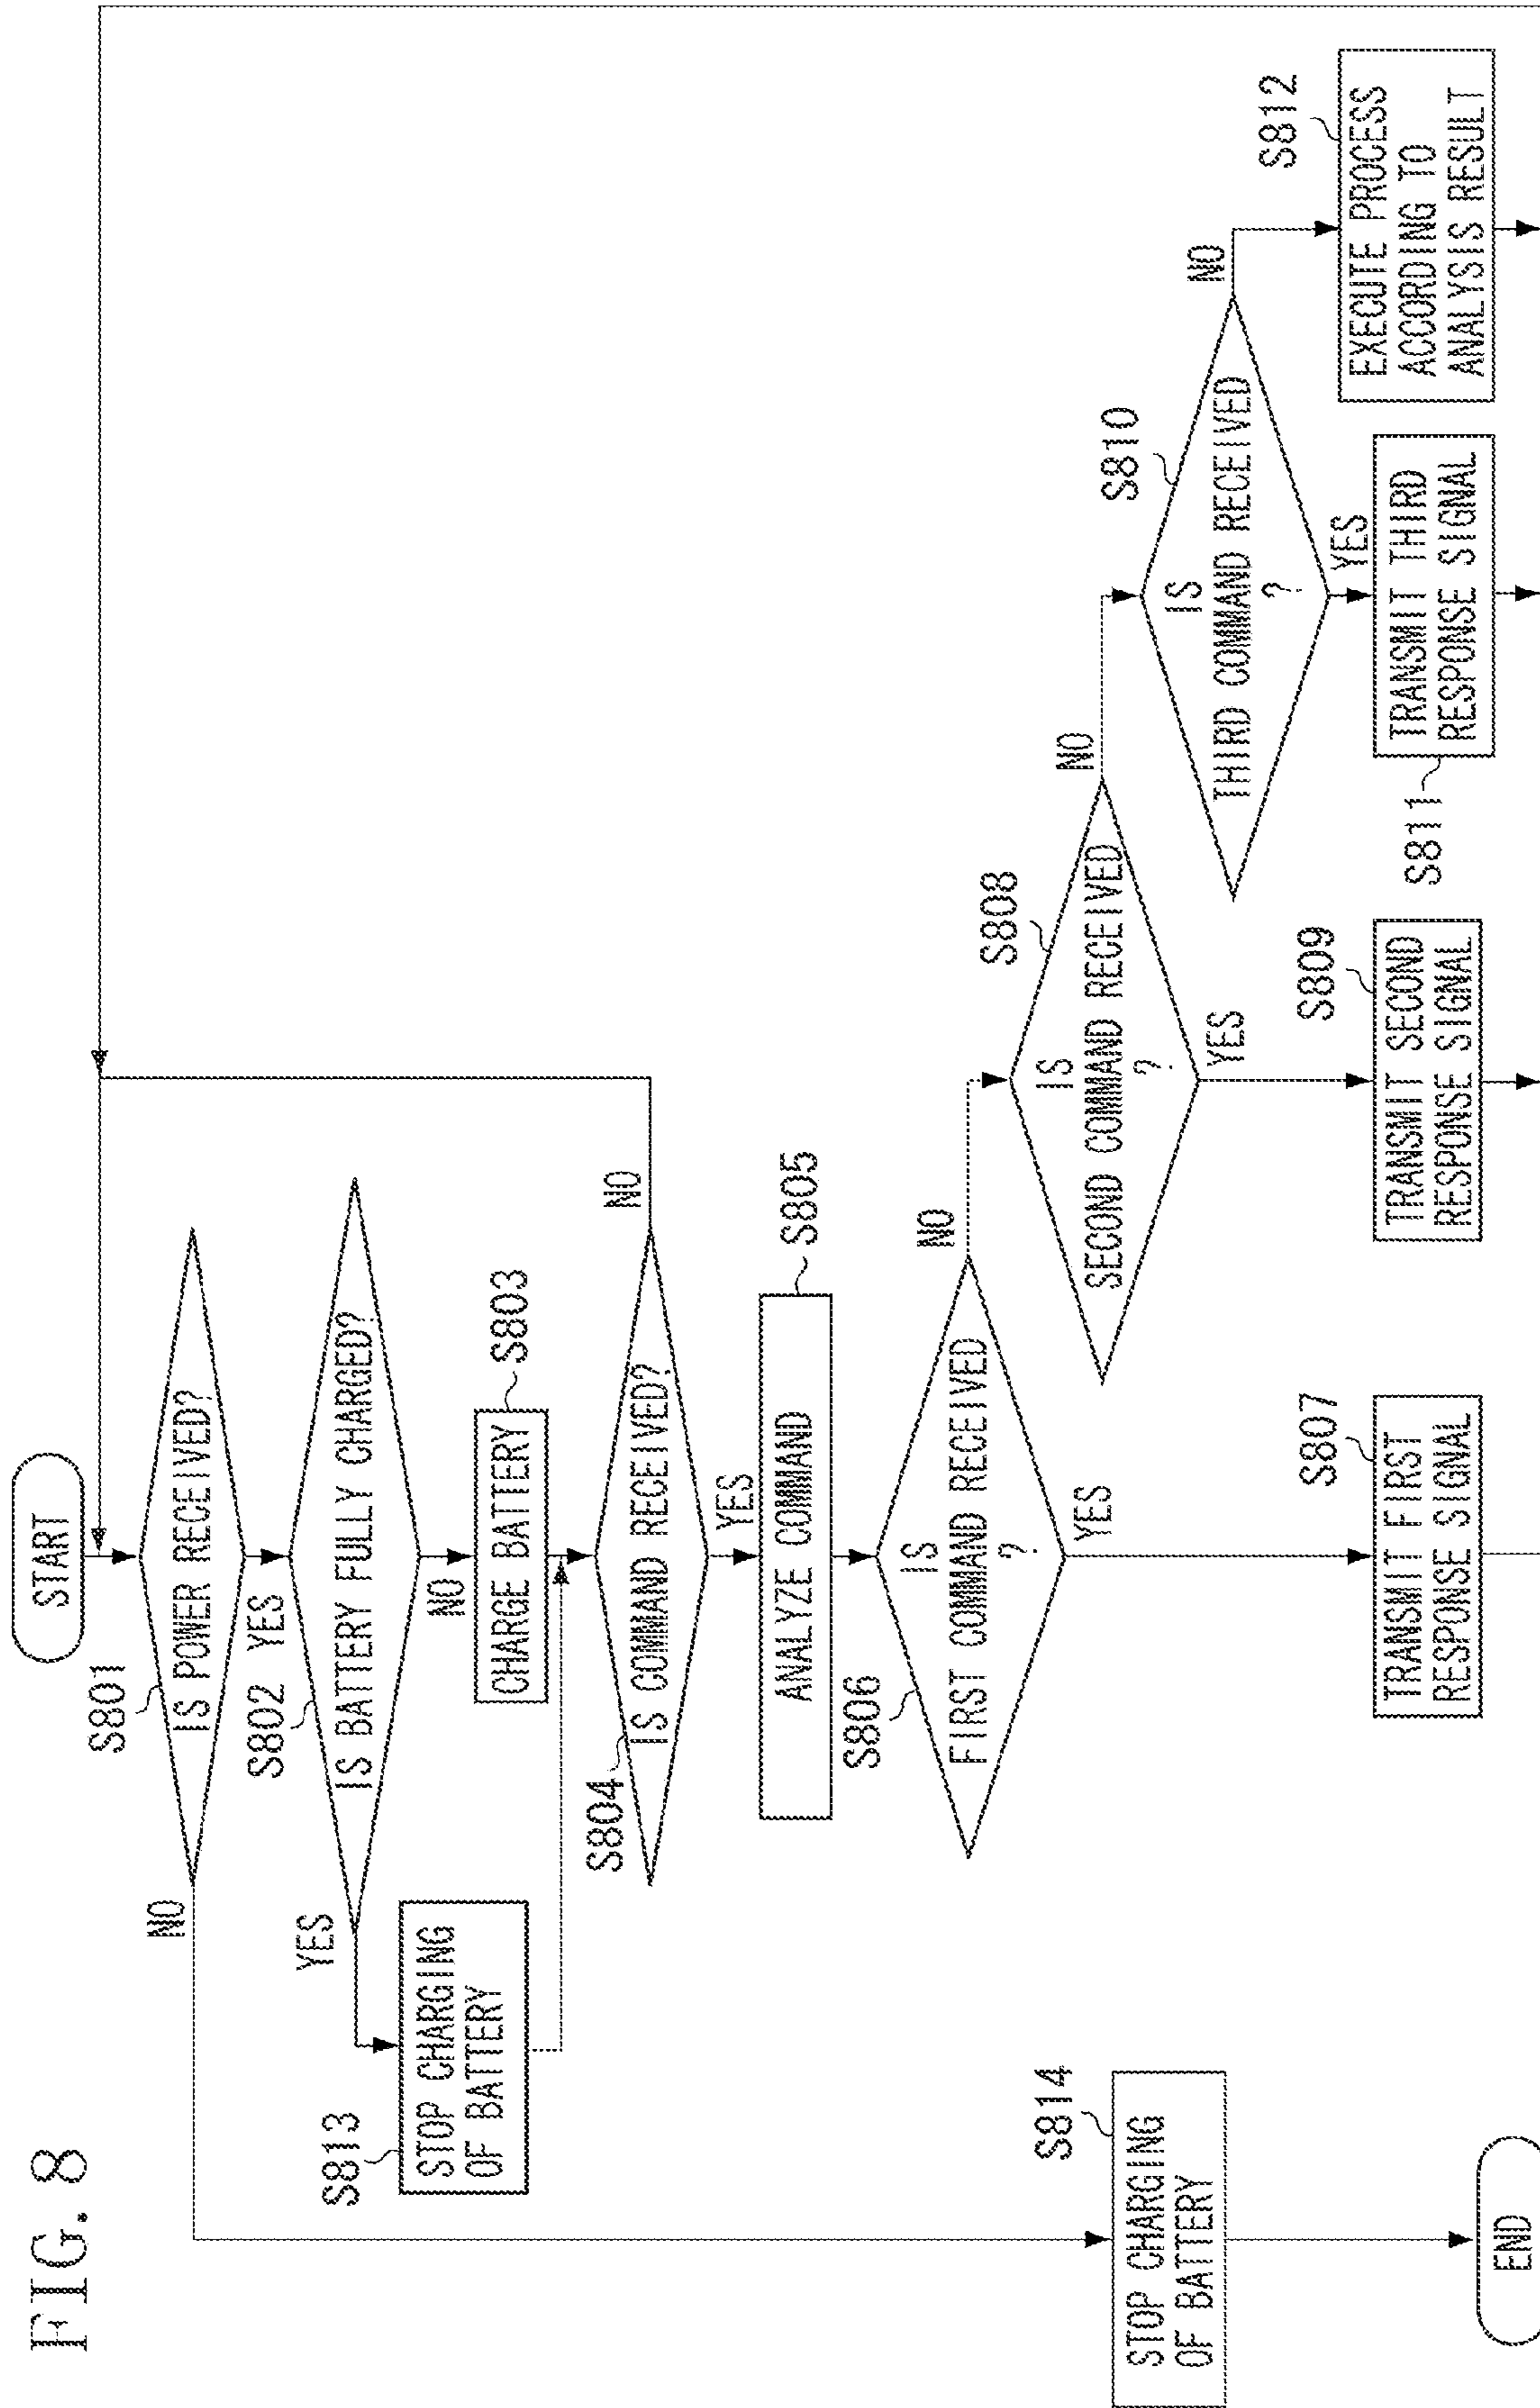 FIG. 8
START
S801
IS POWER RECEIVED?
NO
YES
S802
IS BATTERY FULLY CHARGED?
YES
NO
S813
STOP CHARGING
OF BATTERY
S803
CHARGE BATTERY
S804
IS COMMAND RECEIVED?
NO
YES
S805
ANALYZE COMMAND
S806
IS
FIRST COMMAND RECEIVED
?
NO
YES
S807
TRANSMIT FIRST
RESPONSE SIGNAL
S808
IS
SECOND COMMAND RECEIVED
?
NO
YES
S809
TRANSMIT SECOND
RESPONSE SIGNAL
S810
IS
THIRD COMMAND RECEIVED
?
NO
YES
S811
TRANSMIT THIRD
RESPONSE SIGNAL
S812
EXECUTE PROCESS
ACCORDING TO
ANALYSIS RESULT
S814
STOP CHARGING
OF BATTERY
END